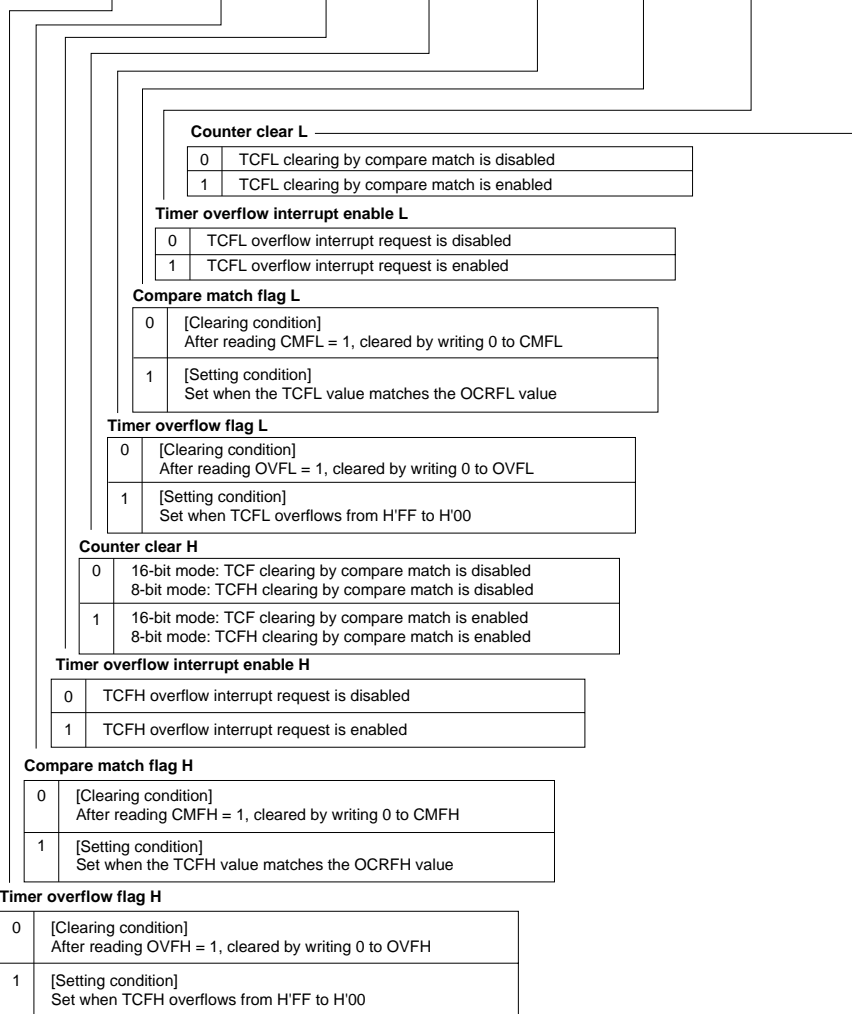 Counter clear L
0 TCFL clearing by compare match is disabled
1 TCFL clearing by compare match is enabled
Timer overflow interrupt enable L
0 TCFL overflow interrupt request is disabled
1 TCFL overflow interrupt request is enabled
Compare match flag L
0 [Clearing condition]
After reading CMFL = 1, cleared by writing 0 to CMFL
1 [Setting condition]
Set when the TCFL value matches the OCRFL value
Timer overflow flag L
0 [Clearing condition]
After reading OVFL = 1, cleared by writing 0 to OVFL
1 [Setting condition]
Set when TCFL overflows from H'FF to H'00
Counter clear H
0 16-bit mode: TCF clearing by compare match is disabled
8-bit mode: TCFH clearing by compare match is disabled
1 16-bit mode: TCF clearing by compare match is enabled
8-bit mode: TCFH clearing by compare match is enabled
Timer overflow interrupt enable H
0 TCFH overflow interrupt request is disabled
1 TCFH overflow interrupt request is enabled
Compare match flag H
0 [Clearing condition]
After reading CMFH = 1, cleared by writing 0 to CMFH
1 [Setting condition]
Set when the TCFH value matches the OCRFH value
Timer overflow flag H
0 [Clearing condition]
After reading OVFH = 1, cleared by writing 0 to OVFH
1 [Setting condition]
Set when TCFH overflows from H'FF to H'00